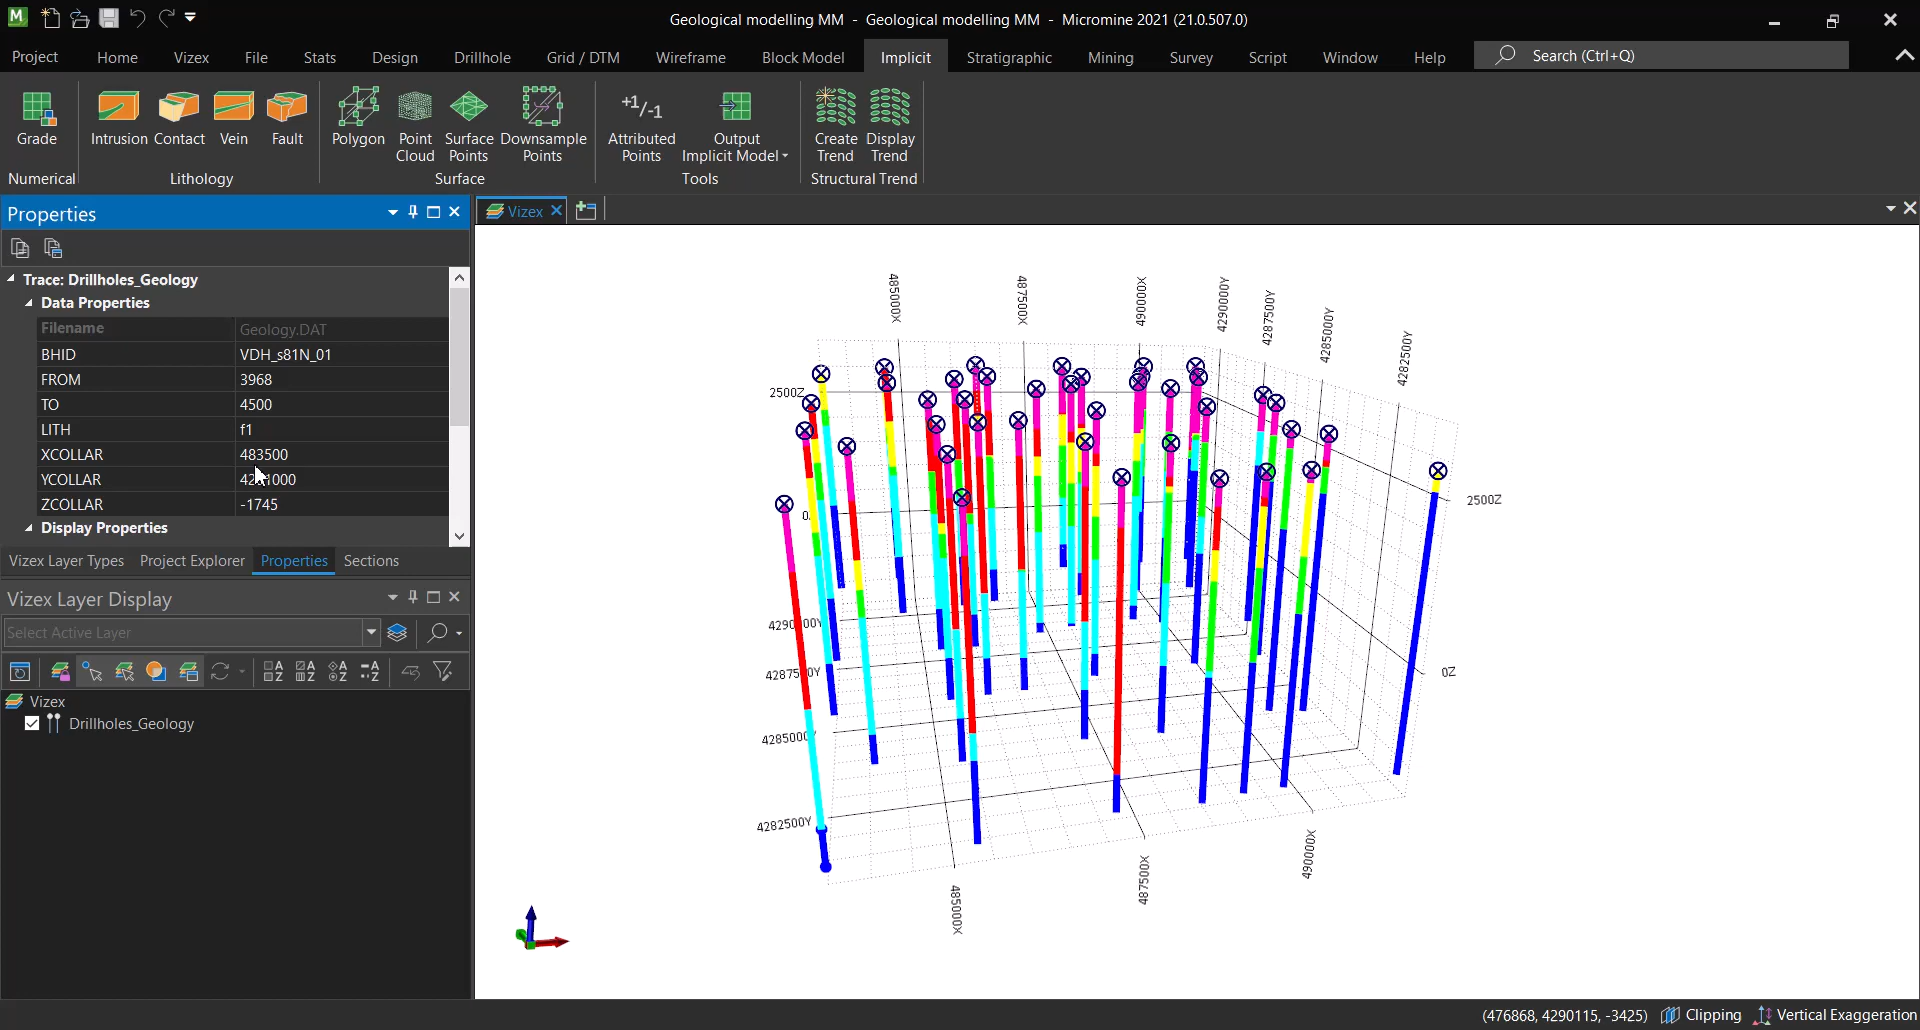 Geological modelling MM - Geological modelling MM - Micromine 2021 (21.0.507.0)
Project Home Vizex File Stats Design Drillhole Grid / DTM Wireframe Block Model Implicit Stratigraphic Mining Survey Script Window Help Search (Ctrl+Q)
Grade
Intrusion Contact Vein Fault
Polygon Point Cloud Surface Points Downsample Points
+1/-1
Attributed Points Output Implicit Model
Create Trend Display Trend
Numerical Lithology Surface Tools Structural Trend
Properties
Vizex
Trace: Drillholes_Geology
Data Properties
Filename Geology.DAT
BHID VDH_s81N_01
FROM 3968
TO 4500
LITH f1
XCOLLAR 483500
YCOLLAR
ZCOLLAR -1745
Display Properties
Vizex Layer Types Project Explorer Properties Sections
Vizex Layer Display
Select Active Layer
Vizex
Drillholes_Geology
485000X
487500X
490000X
4290000Y
4287500Y
4285000Y
4282500Y
2500Z
2500Z
0Z
4282500Y
485000X
487500X
490000X
(476868, 4290115, -3425) Clipping Vertical Exaggeration